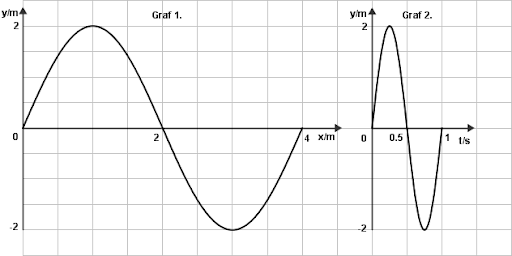 y/m Graf 1.
2
0 2 4 x/m
-2
y/m Graf 2.
2
0 0.5 1 t/s
-2